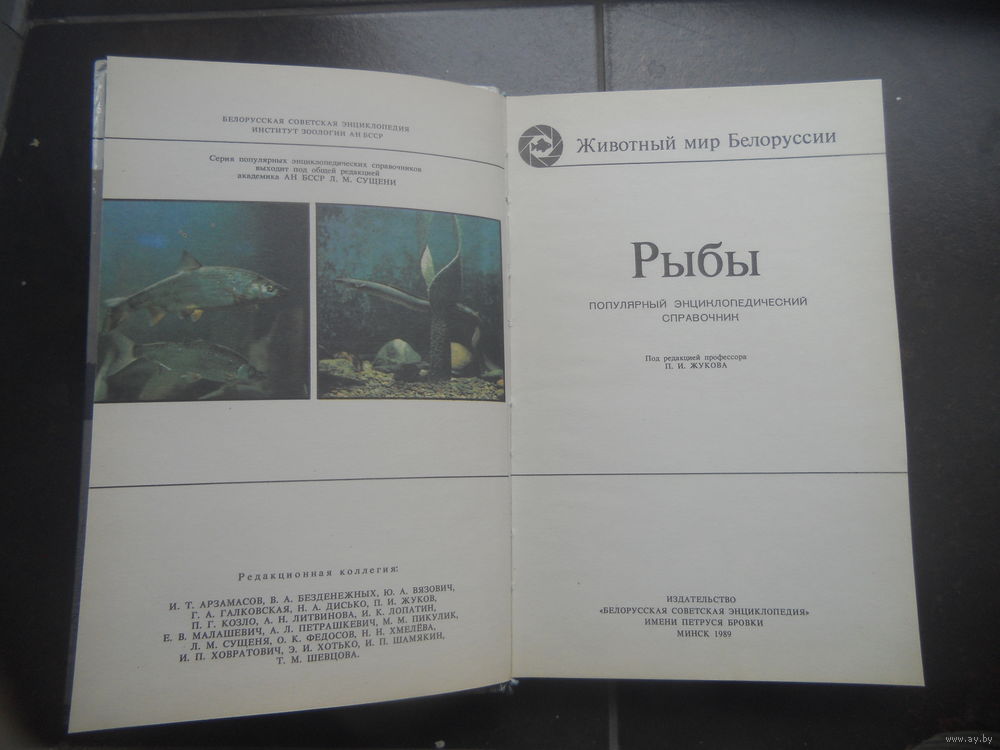 БЕЛОРУССКАЯ СОВЕТСКАЯ ЭНЦИКЛОПЕДИЯ
ИНСТИТУТ ЗООЛОГИИ АН БССР
Серия популярных энциклопедических справочников
выходит под общей редакцией
академика АН БССР Л. М. СУЩЕНИ
Редакционная коллегия:
И. Т. АРЗАМАСОВ, В. А. БЕЗДЕНЕЖНЫХ, Ю. А. ВЯЗОВИЧ,
Г. А. ГАЛКОВСКАЯ, Н. А. ДИСЬКО, П. И. ЖУКОВ,
П. Г. КОЗЛО, А. Н. ЛИТВИНОВА, И. К. ЛОПАТИН,
Е. В. МАЛАШЕВИЧ, А. Л. ПЕТРАШКЕВИЧ, М. М. ПИКУЛИК,
Л. М. СУЩЕНЯ, О. К. ФЕДОСОВ, Н. Н. ХМЕЛЁВА,
И. П. ХОВРАТОВИЧ, Э. И. ХОТЬКО, И. П. ШАМЯКИН,
Т. М. ШЕВЦОВА.
Животный мир Белоруссии
Рыбы
ПОПУЛЯРНЫЙ ЭНЦИКЛОПЕДИЧЕСКИЙ
СПРАВОЧНИК
Под редакцией профессора
П. И. ЖУКОВА
ИЗДАТЕЛЬСТВО
«БЕЛОРУССКАЯ СОВЕТСКАЯ ЭНЦИКЛОПЕДИЯ»
ИМЕНИ ПЕТРУСЯ БРОВКИ
МИНСК 1989
www.ay.by